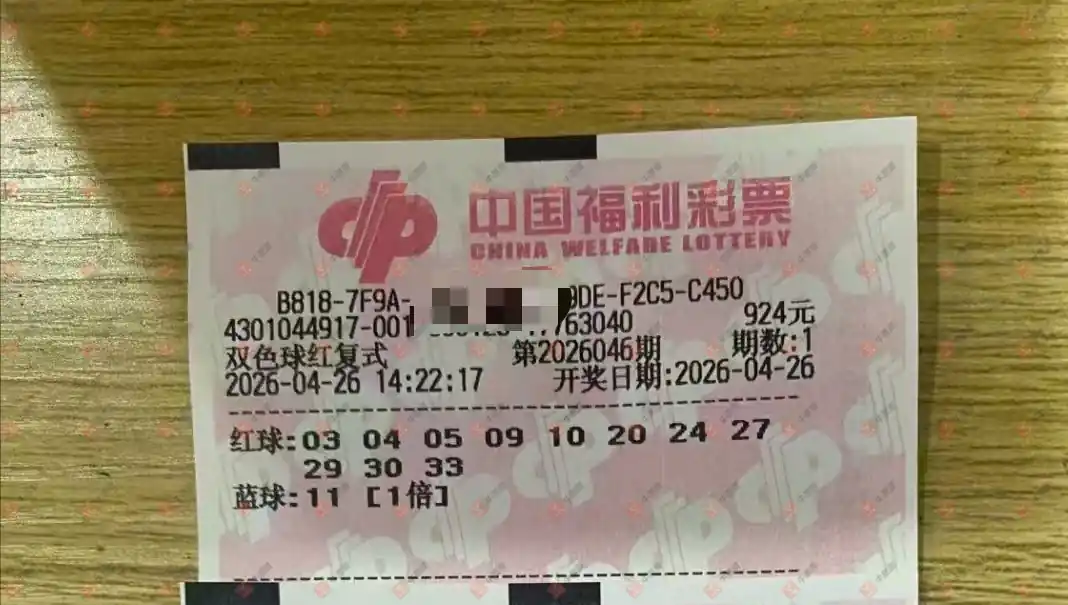 中国福利彩票
CHINA WELFARE LOTTERY
B818-7F9A- 9DE-F2C5-C450
4301044917-001 63040 924元
双色球红复式 第2026046期 期数:1
2026-04-26 14:22:17 开奖日期:2026-04-26
红球:03 04 05 09 10 20 24 27
29 30 33
蓝球:11 [1倍]